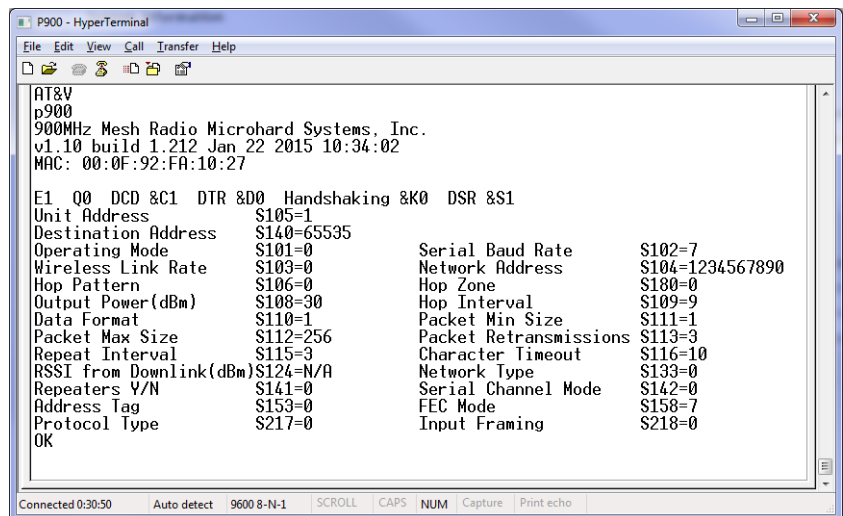 P900 - HyperTerminal
File Edit View Call Transfer Help
AT&V
p900
900MHz Mesh Radio Microhard Systems, Inc.
v1.10 build 1.212 Jan 22 2015 10:34:02
MAC: 00:0F:92:FA:10:27
E1 Q0 DCD &C1 DTR &D0 Handshaking &K0 DSR &S1
Unit Address S105=1
Destination Address S140=65535
Operating Mode S101=0 Serial Baud Rate S102=7
Wireless Link Rate S103=0 Network Address S104=1234567890
Hop Pattern S106=0 Hop Zone S180=0
Output Power(dBm) S108=30 Hop Interval S109=9
Data Format S110=1 Packet Min Size S111=1
Packet Max Size S112=256 Packet Retransmissions S113=3
Repeat Interval S115=3 Character Timeout S116=10
RSSI from Downlink(dBm)S124=N/A Network Type S133=0
Repeaters Y/N S141=0 Serial Channel Mode S142=0
Address Tag S153=0 FEC Mode S158=7
Protocol Type S217=0 Input Framing S218=0
OK
Connected 0:30:50 Auto detect 9600 8-N-1 SCROLL CAPS NUM Capture Print echo